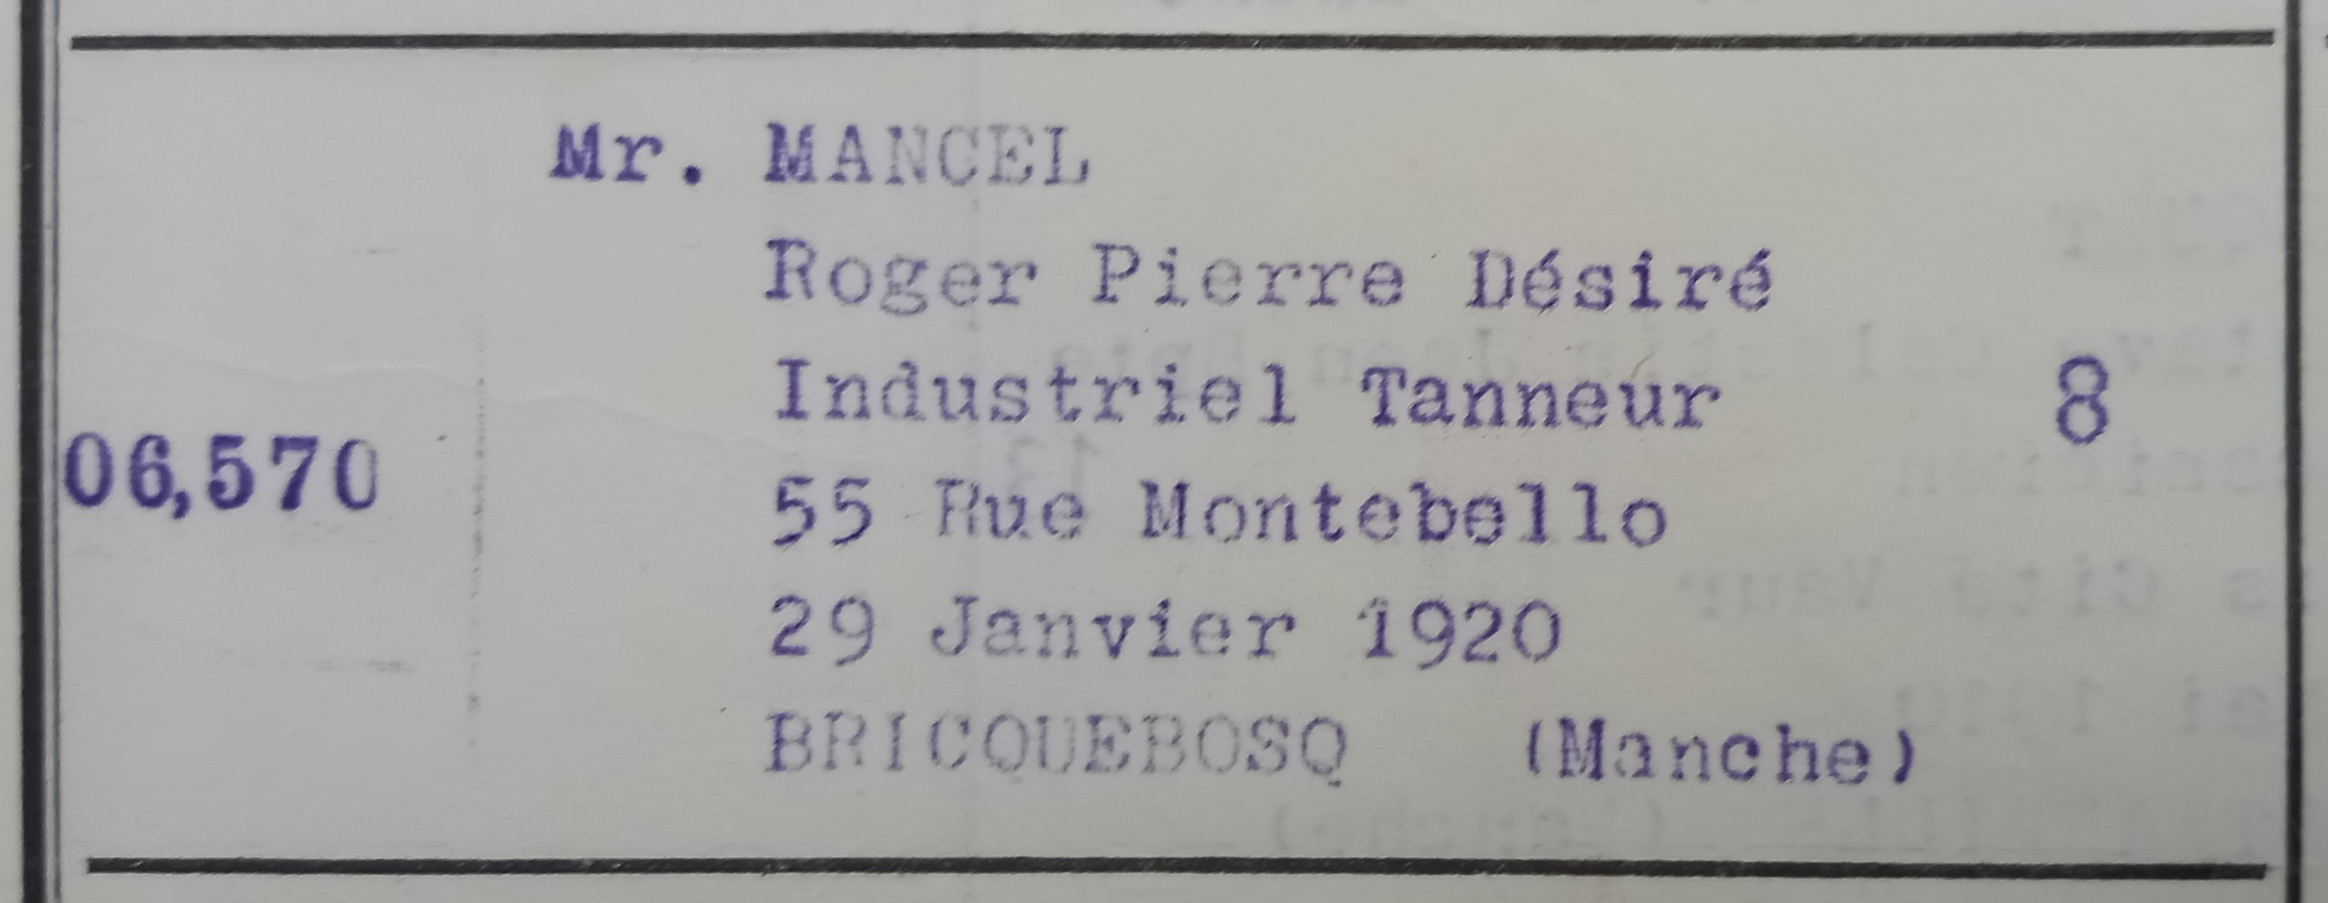 Mr. MANCEL
Roger Pierre Désiré
Industriel Tanneur 8
06,570
55 Rue Montebello
29 Janvier 1920
BRICQUEBOSQ (Manche)